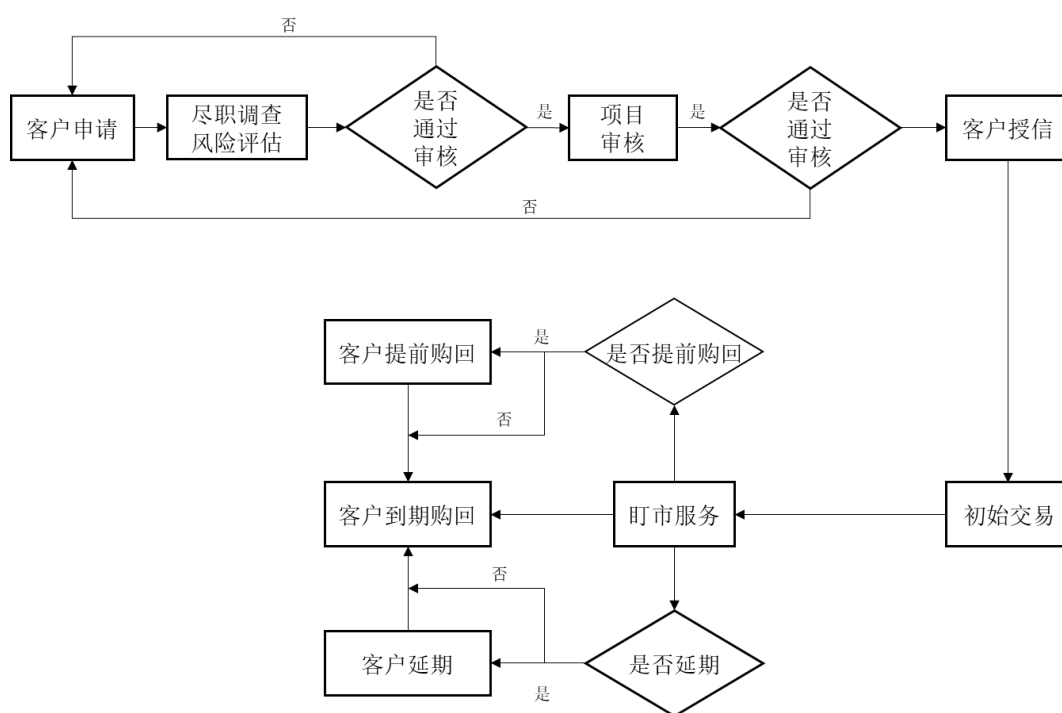 否
客户申请
尽职调查
风险评估
是否
通过
审核
是
项目
审核
是
是否
通过
审核
客户授信
否
客户提前购回
是
是否提前购回
否
客户到期购回
盯市服务
初始交易
否
客户延期
是
是否延期